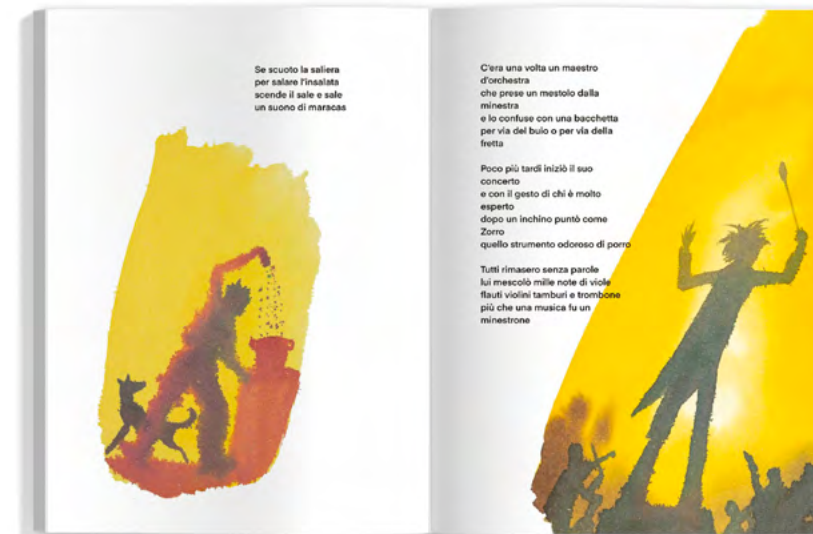 Se scuoto la saliera
per salare l'insalata
scende il sale e sale
un suono di maracas
C'era una volta un maestro
d'orchestra
che prese un mestolo dalla
minestra
e lo confuse con una bacchetta
per via del buio o per via della
fretta
Poco più tardi iniziò il suo
concerto
e con il gesto di chi è molto
esperto
dopo un inchino puntò come
Zorro
quello strumento odoroso di porro
Tutti rimasero senza parole
lui mescolò mille note di viole
flauti violini tamburi e trombone
più che una musica fu un
minestrone